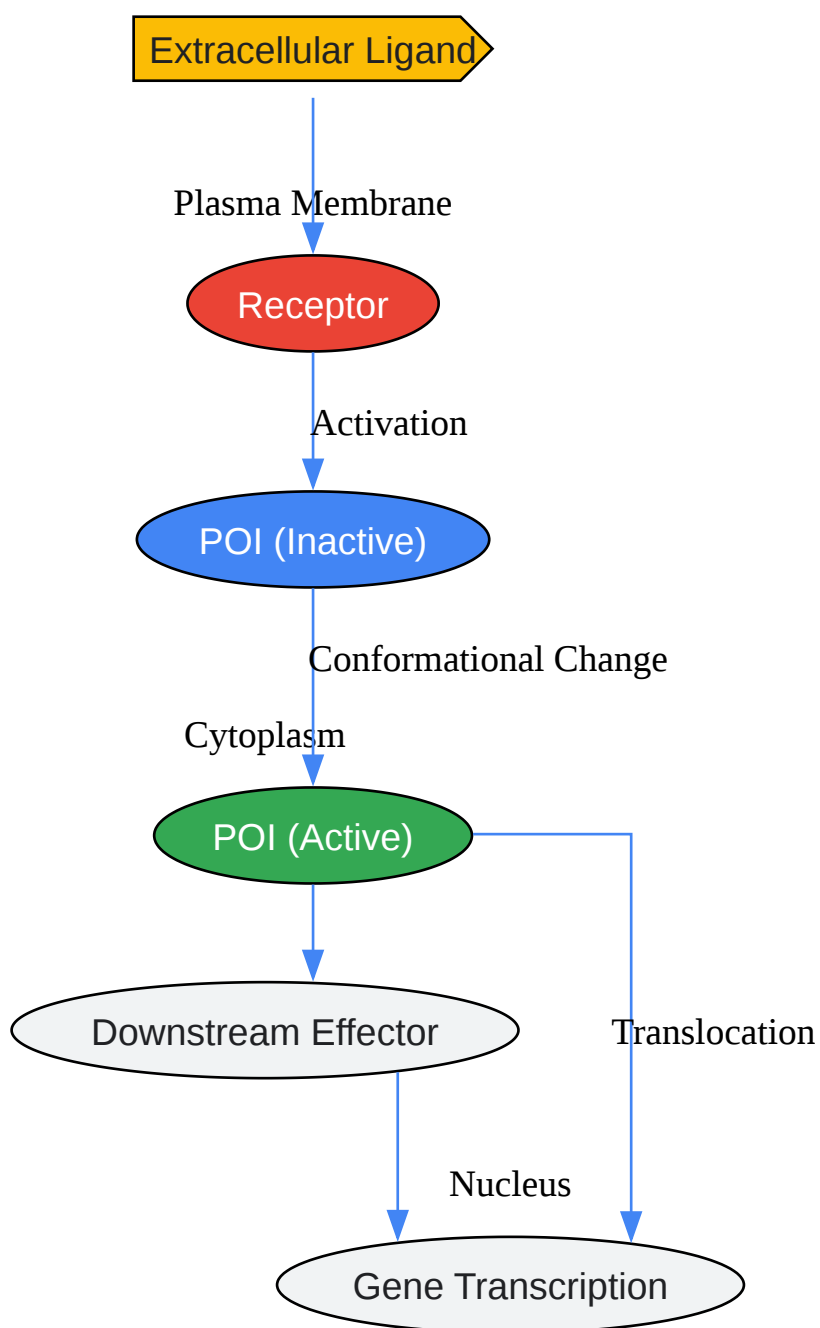 Extracellular Ligand
Plasma Membrane
Receptor
Activation
POI (Inactive)
Conformational Change
Cytoplasm
POI (Active)
Downstream Effector
Translocation
Nucleus
Gene Transcription